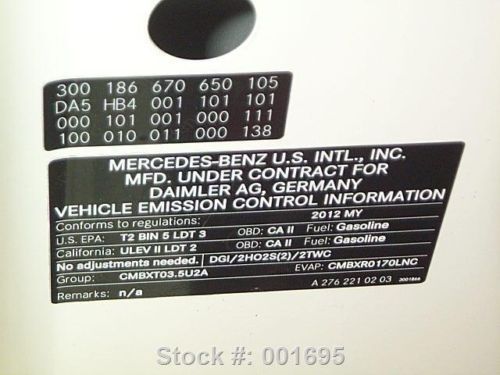 300 186 670 650 105
DA5 HB4 001 101 101
000 101 001 000 111
100 010 011 000 138
MERCEDES-BENZ U.S. INTL., INC.
MFD. UNDER CONTRACT FOR
DAIMLER AG, GERMANY
VEHICLE EMISSION CONTROL INFORMATION
Conforms to regulations: 2012 MY
U.S. EPA: T2 BIN 5 LDT 3 OBD: CA II Fuel: Gasoline
California: ULEV II LDT 2 OBD: CA II Fuel: Gasoline
No adjustments needed. DGI/2HO2S(2)/2TWC
Group: CMBXT03.5U2A EVAP: CMBXR0170LNC
Remarks: n/a A 276 221 02 03
Stock #: 001695